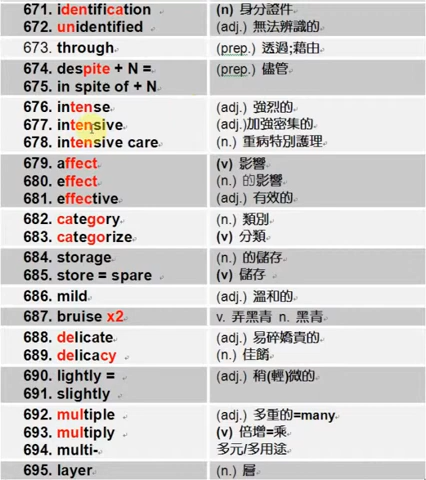 671. identification (n) 身分證件
672. unidentified (adj.) 無法辨識的
673. through (prep.) 透過;藉由
674. despite + N = (prep.) 儘管
675. in spite of + N
676. intense (adj.) 強烈的
677. intensive (adj.)加強密集的
678. intensive care (n.) 重病特別護理
679. affect (v) 影響
680. effect (n.) 的影響
681. effective (adj.) 有效的
682. category (n.) 類別
683. categorize (v) 分類
684. storage (n.) 的儲存
685. store = spare (v) 儲存
686. mild (adj.) 溫和的
687. bruise x2 v. 弄黑青 n. 黑青
688. delicate (adj.) 易碎嬌貴的
689. delicacy (n.) 佳餚
690. lightly = (adj.) 稍(輕)微的
691. slightly
692. multiple (adj.) 多重的=many
693. multiply (v) 倍增=乘
694. multi- 多元/多用途
695. layer (n.) 層